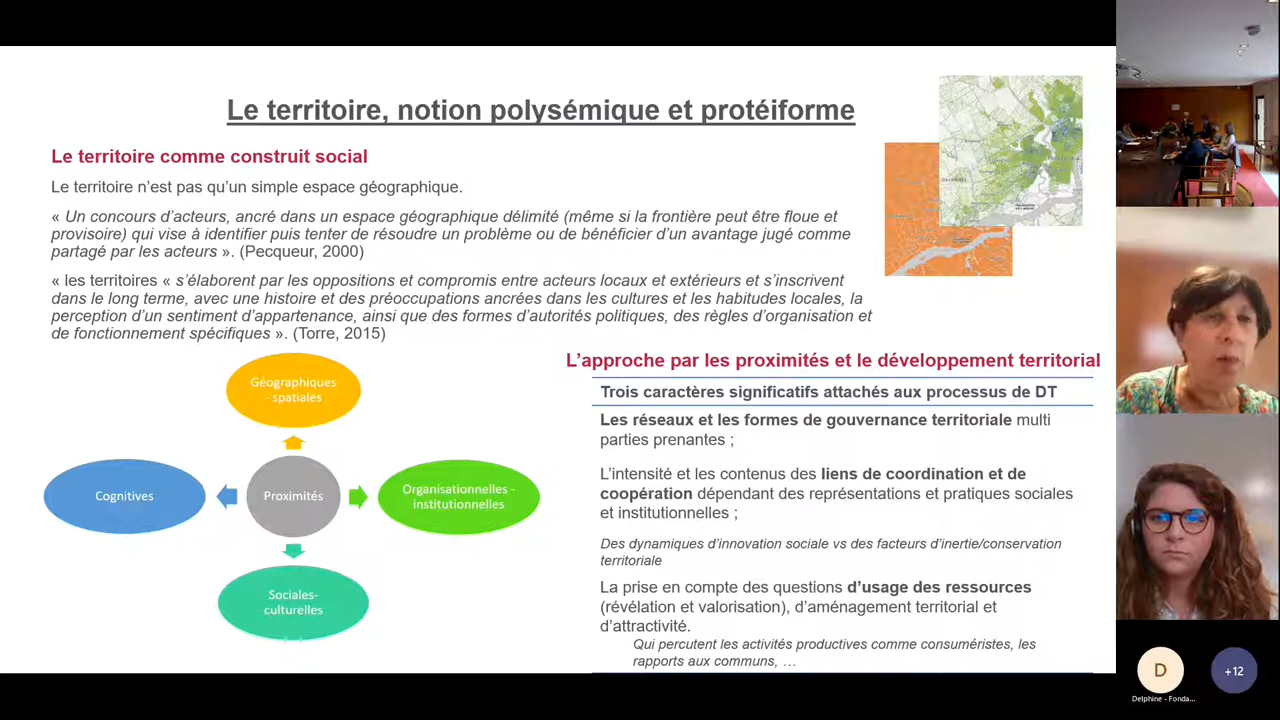 Le territoire, notion polysémique et protéiforme
Le territoire comme construit social
Le territoire n’est pas qu’un simple espace géographique.
« Un concours d’acteurs, ancré dans un espace géographique délimité (même si la frontière peut être floue et
provisoire) qui vise à identifier puis tenter de résoudre un problème ou de bénéficier d’un avantage jugé comme
partagé par les acteurs ». (Pecqueur, 2000)
« les territoires « s’élaborent par les oppositions et compromis entre acteurs locaux et extérieurs et s’inscrivent
dans le long terme, avec une histoire et des préoccupations ancrées dans les cultures et les habitudes locales, la
perception d’un sentiment d’appartenance, ainsi que des formes d’autorités politiques, des règles d’organisation et
de fonctionnement spécifiques ». (Torre, 2015)
Géographiques
- spatiales
Cognitives
Proximités
Organisationnelles -
institutionnelles
Sociales-
culturelles
L’approche par les proximités et le développement territorial
Trois caractères significatifs attachés aux processus de DT
Les réseaux et les formes de gouvernance territoriale multi
parties prenantes ;
L’intensité et les contenus des liens de coordination et de
coopération dépendant des représentations et pratiques sociales
et institutionnelles ;
Des dynamiques d’innovation sociale vs des facteurs d’inertie/conservation
territoriale
La prise en compte des questions d’usage des ressources
(révélation et valorisation), d’aménagement territorial et
d’attractivité.
Qui percutent les activités productives comme consuméristes, les
rapports aux communs, …
D
+12
Delphine - Fonda...